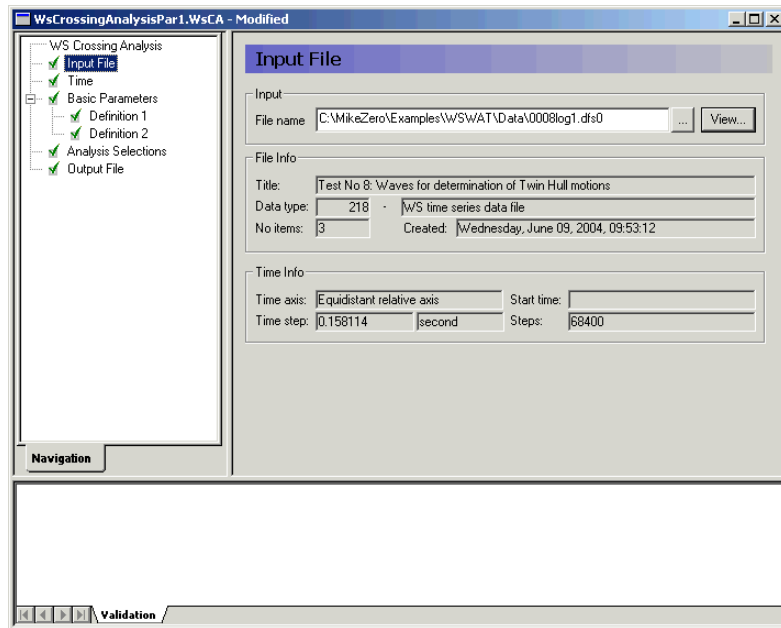 WsCrossingAnalysisPar1.WsCA - Modified
WS Crossing Analysis
Input File
Time
Basic Parameters
Definition 1
Definition 2
Analysis Selections
Output File
Navigation
Input File
Input
File name C:\MikeZero\Examples\WSWAT\Data\0008log1.dfs0 ... View...
File Info
Title: Test No 8: Waves for determination of Twin Hull motions
Data type: 218 - WS time series data file
No items: 3 Created: Wednesday, June 09, 2004, 09:53:12
Time Info
Time axis: Equidistant relative axis Start time:
Time step: 0.158114 second Steps: 68400
Validation